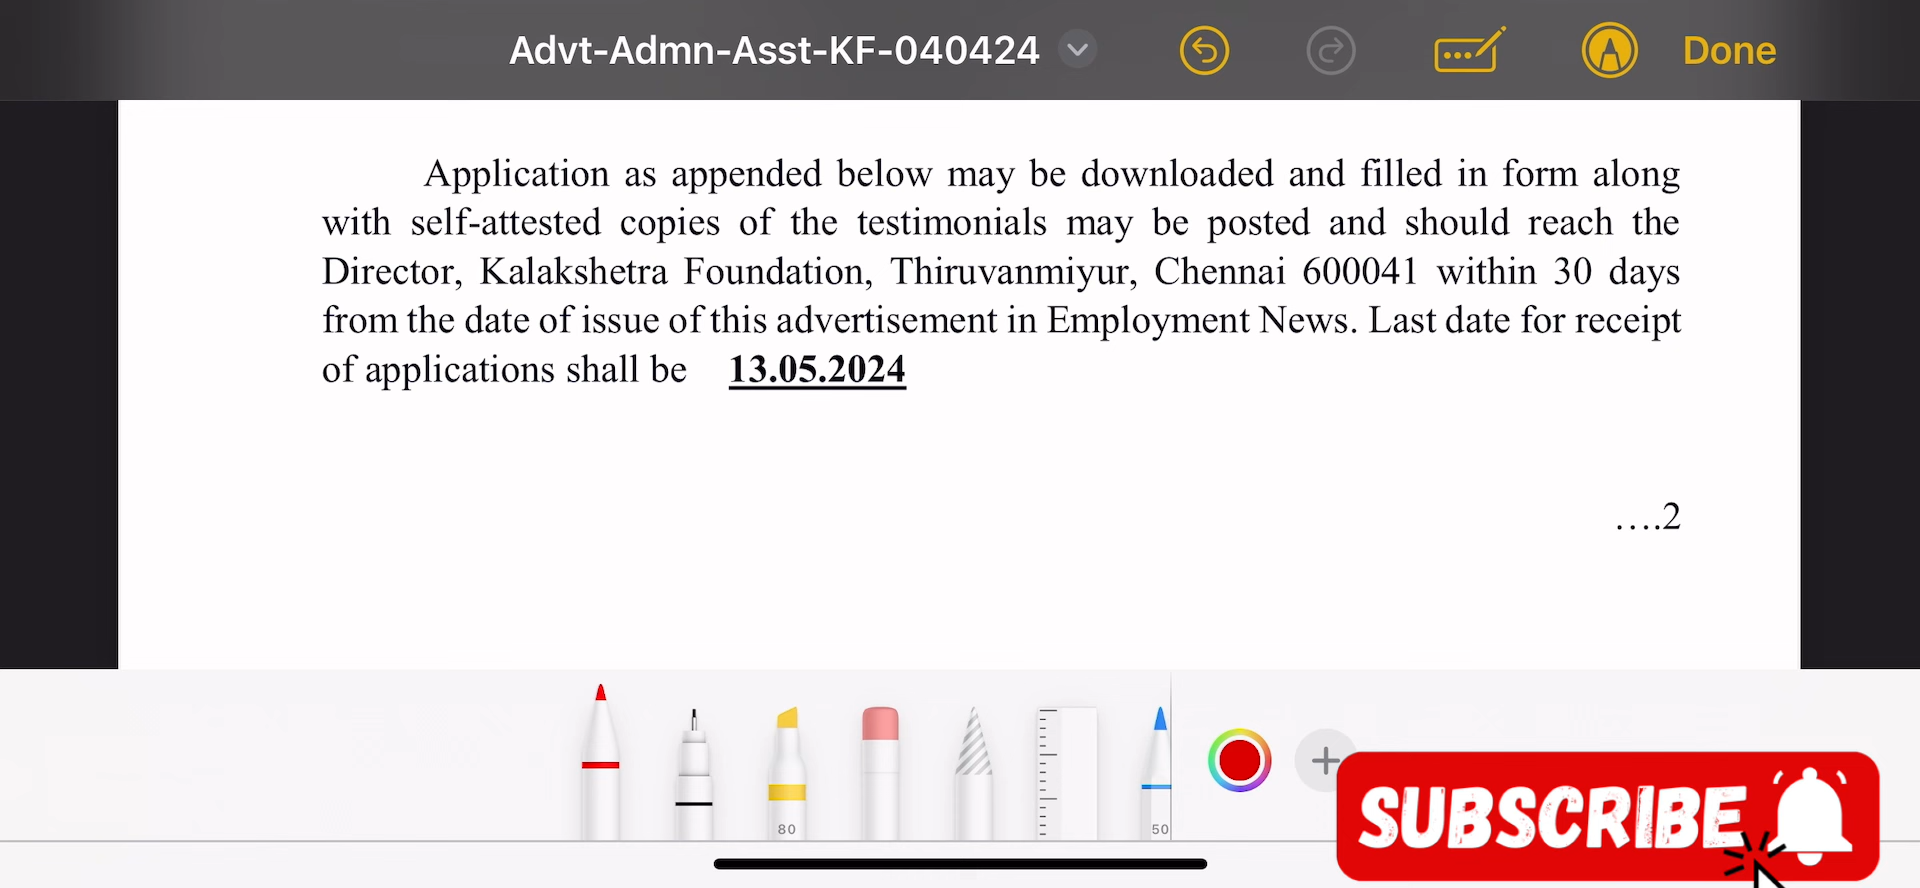 Advt-Admn-Asst-KF-040424
Done
Application as appended below may be downloaded and filled in form along
with self-attested copies of the testimonials may be posted and should reach the
Director, Kalakshetra Foundation, Thiruvanmiyur, Chennai 600041 within 30 days
from the date of issue of this advertisement in Employment News. Last date for receipt
of applications shall be 13.05.2024
....2
80
50
SUBSCRIBE